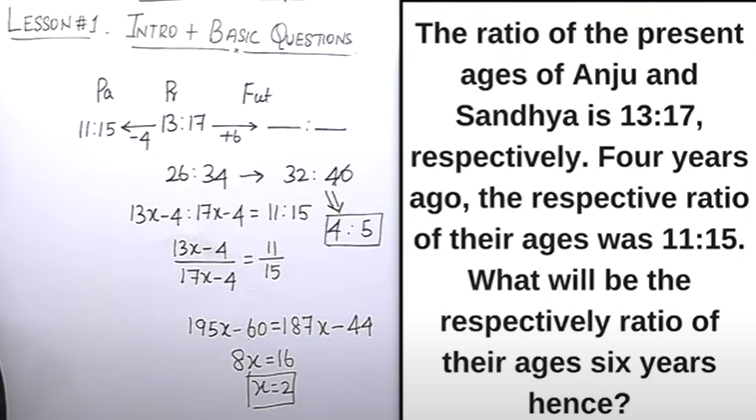 LESSON #1. INTRO + BASIC QUESTIONS
Pa Pr Fut
11:15 ← -4 13:17 → +6 __ : __
26:34 → 32:40
⇓
13x-4 : 17x-4 = 11:15
4:5
13x-4 / 17x-4 = 11 / 15
195x-60 = 187x-44
8x = 16
x = 2
The ratio of the present
ages of Anju and
Sandhya is 13:17,
respectively. Four years
ago, the respective ratio
of their ages was 11:15.
What will be the
respectively ratio of
their ages six years
hence?